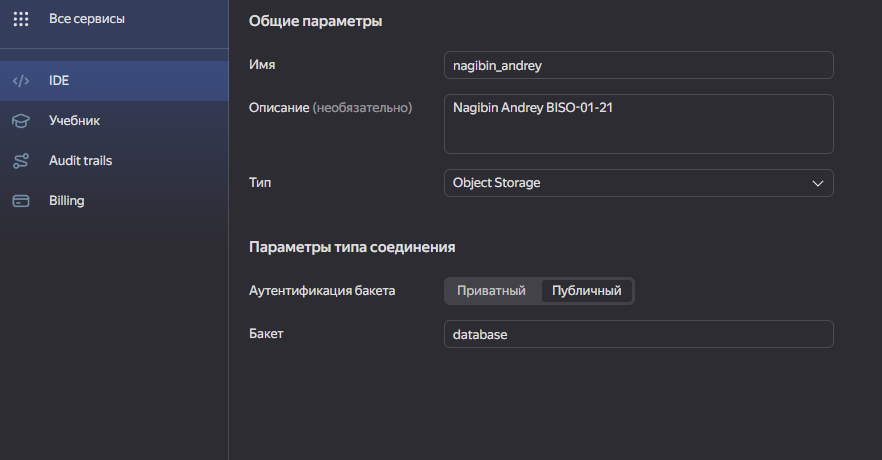 Все сервисы
IDE
Учебник
Audit trails
Billing
Общие параметры
Имя
nagibin_andrey
Описание (необязательно)
Nagibin Andrey BISO-01-21
Тип
Object Storage
Параметры типа соединения
Аутентификация бакета
Приватный Публичный
Бакет
database